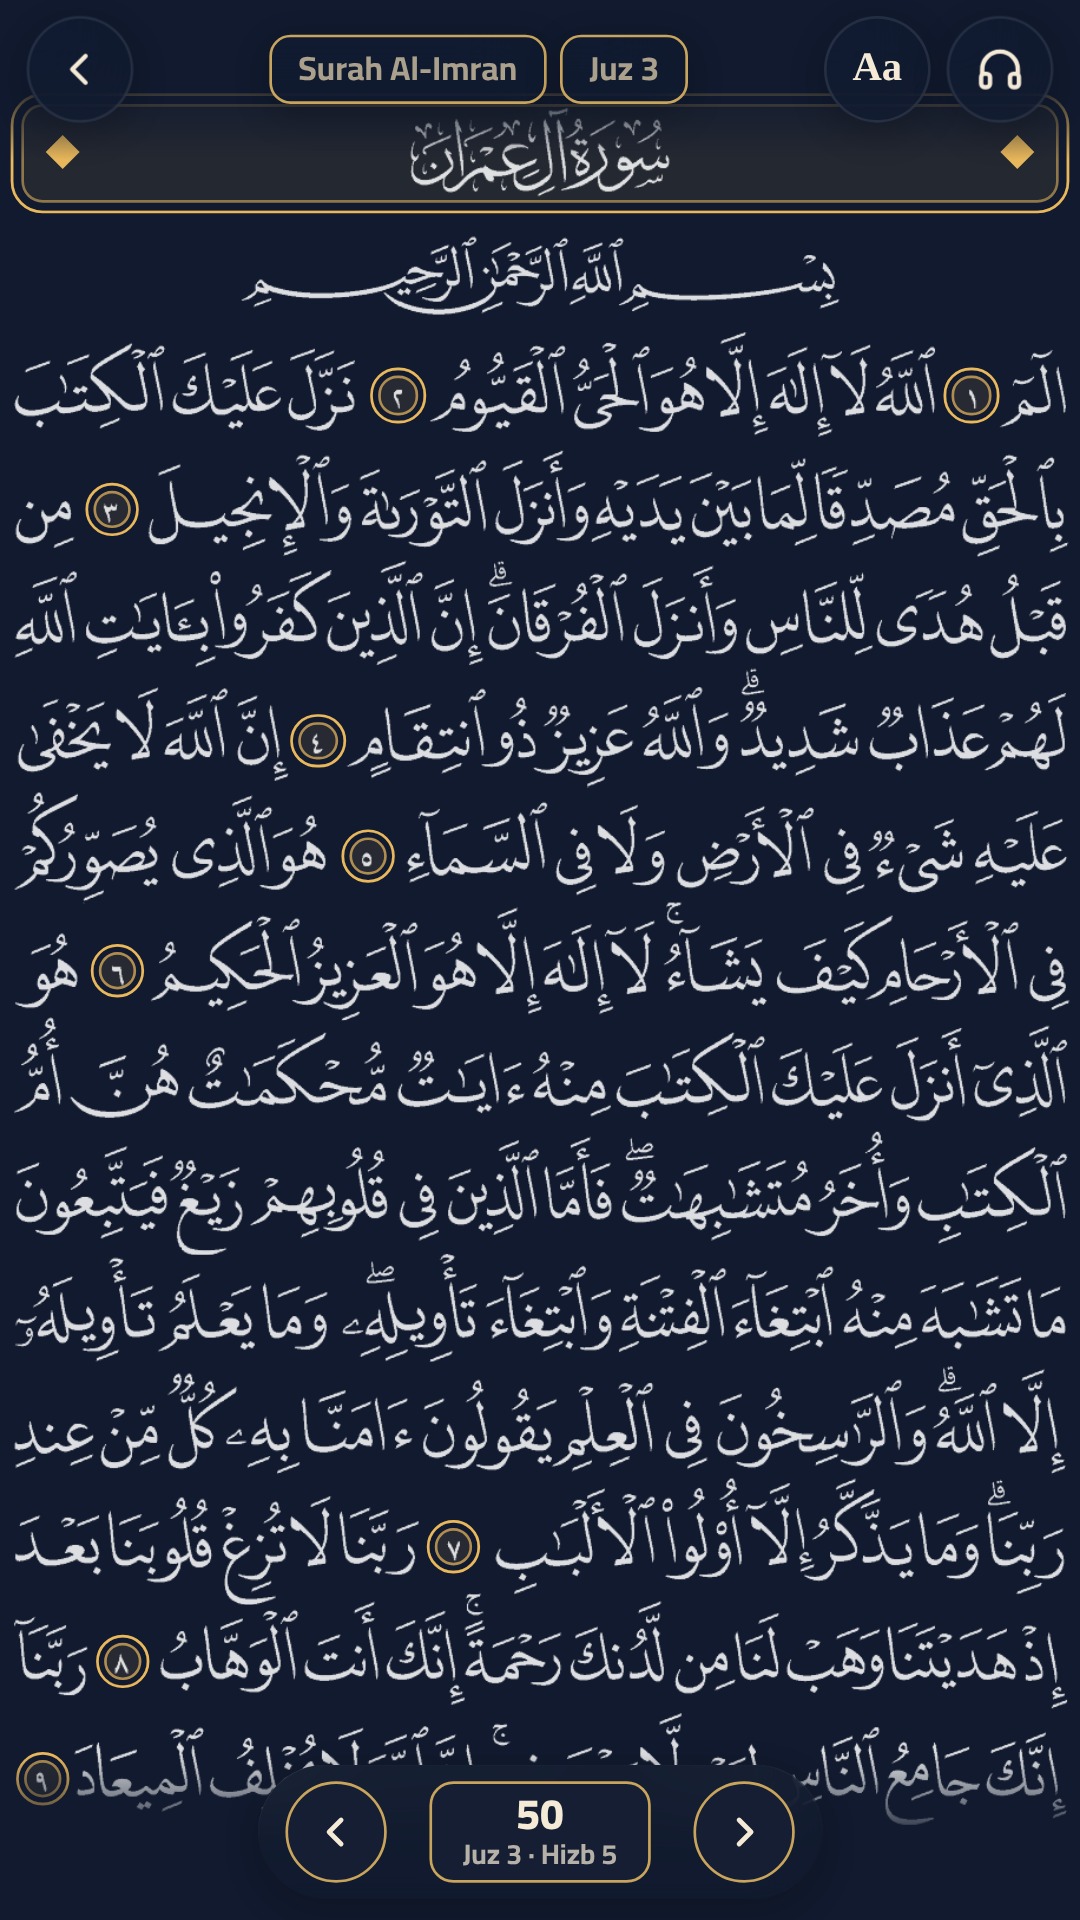 Surah Al-Imran
Juz 3
Aa
سُورَةُ آلِ عِمْرَانَ
بِسْمِ ٱللَّهِ ٱلرَّحْمَٰنِ ٱلرَّحِيمِ
الٓمٓ ١ ٱللَّهُ لَآ إِلَٰهَ إِلَّا هُوَ ٱلْحَىُّ ٱلْقَيُّومُ ٢ نَزَّلَ عَلَيْكَ ٱلْكِتَٰبَ
بِٱلْحَقِّ مُصَدِّقًا لِّمَا بَيْنَ يَدَيْهِ وَأَنزَلَ ٱلتَّوْرَىٰةَ وَٱلْإِنجِيلَ ٣ مِن
قَبْلُ هُدًى لِّلنَّاسِ وَأَنزَلَ ٱلْفُرْقَانَ ۗ إِنَّ ٱلَّذِينَ كَفَرُوا۟ بِـَٔايَٰتِ ٱللَّهِ
لَهُمْ عَذَابٌ شَدِيدٌ ۗ وَٱللَّهُ عَزِيزٌ ذُو ٱنتِقَامٍ ٤ إِنَّ ٱللَّهَ لَا يَخْفَىٰ
عَلَيْهِ شَىْءٌ فِى ٱلْأَرْضِ وَلَا فِى ٱلسَّمَآءِ ٥ هُوَ ٱلَّذِى يُصَوِّرُكُمْ
فِى ٱلْأَرْحَامِ كَيْفَ يَشَآءُ ۚ لَآ إِلَٰهَ إِلَّا هُوَ ٱلْعَزِيزُ ٱلْحَكِيمُ ٦ هُوَ
ٱلَّذِىٓ أَنزَلَ عَلَيْكَ ٱلْكِتَٰبَ مِنْهُ ءَايَٰتٌ مُّحْكَمَٰتٌ هُنَّ أُمُّ
ٱلْكِتَٰبِ وَأُخَرُ مُتَشَٰبِهَٰتٌ ۖ فَأَمَّا ٱلَّذِينَ فِى قُلُوبِهِمْ زَيْغٌ فَيَتَّبِعُونَ
مَا تَشَٰبَهَ مِنْهُ ٱبْتِغَآءَ ٱلْفِتْنَةِ وَٱبْتِغَآءَ تَأْوِيلِهِۦ ۖ وَمَا يَعْلَمُ تَأْوِيلَهُۥٓ
إِلَّا ٱللَّهُ ۗ وَٱلرَّٰسِخُونَ فِى ٱلْعِلْمِ يَقُولُونَ ءَامَنَّا بِهِۦ كُلٌّ مِّنْ عِندِ
رَبِّنَا ۗ وَمَا يَذَّكَّرُ إِلَّآ أُو۟لُوا۟ ٱلْأَلْبَٰبِ ٧ رَبَّنَا لَا تُزِغْ قُلُوبَنَا بَعْدَ
إِذْ هَدَيْتَنَا وَهَبْ لَنَا مِن لَّدُنكَ رَحْمَةً ۚ إِنَّكَ أَنتَ ٱلْوَهَّابُ ٨ رَبَّنَآ
إِنَّكَ جَامِعُ ٱلنَّاسِ ٱلْمِيعَادَ ٩
50
Juz 3 · Hizb 5